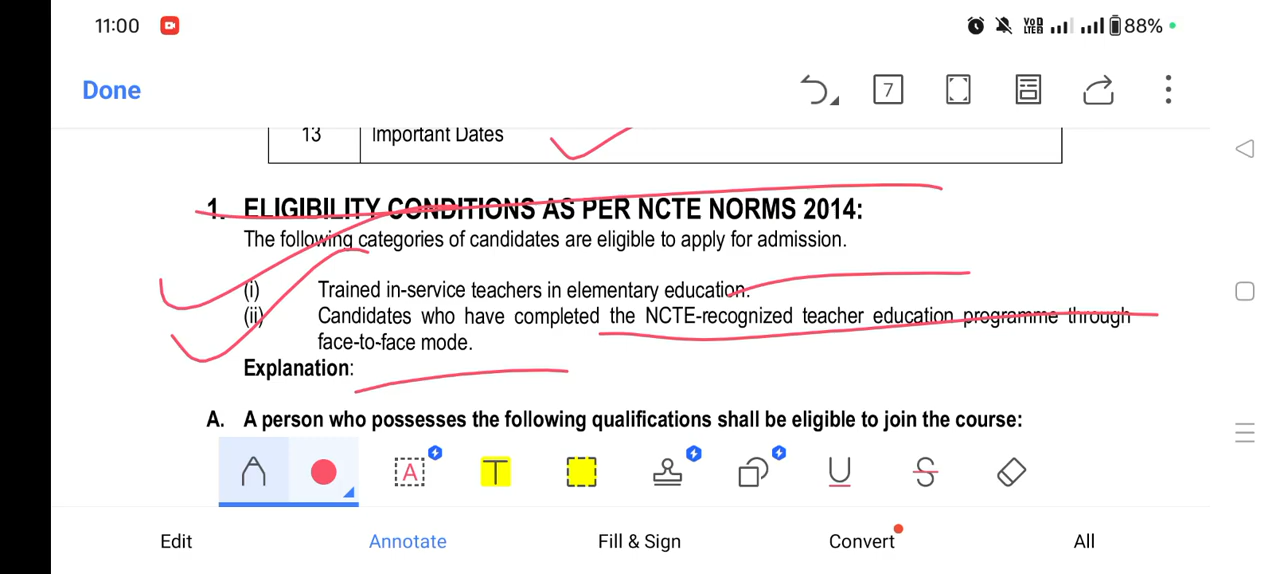 11:00
Vo)) LTE2 88%
Done
7
13 Important Dates
1. ELIGIBILITY CONDITIONS AS PER NCTE NORMS 2014:
The following categories of candidates are eligible to apply for admission.
(i) Trained in-service teachers in elementary education.
(ii) Candidates who have completed the NCTE-recognized teacher education programme through
face-to-face mode.
Explanation:
A. A person who possesses the following qualifications shall be eligible to join the course:
A T U S
Edit Annotate Fill & Sign Convert All